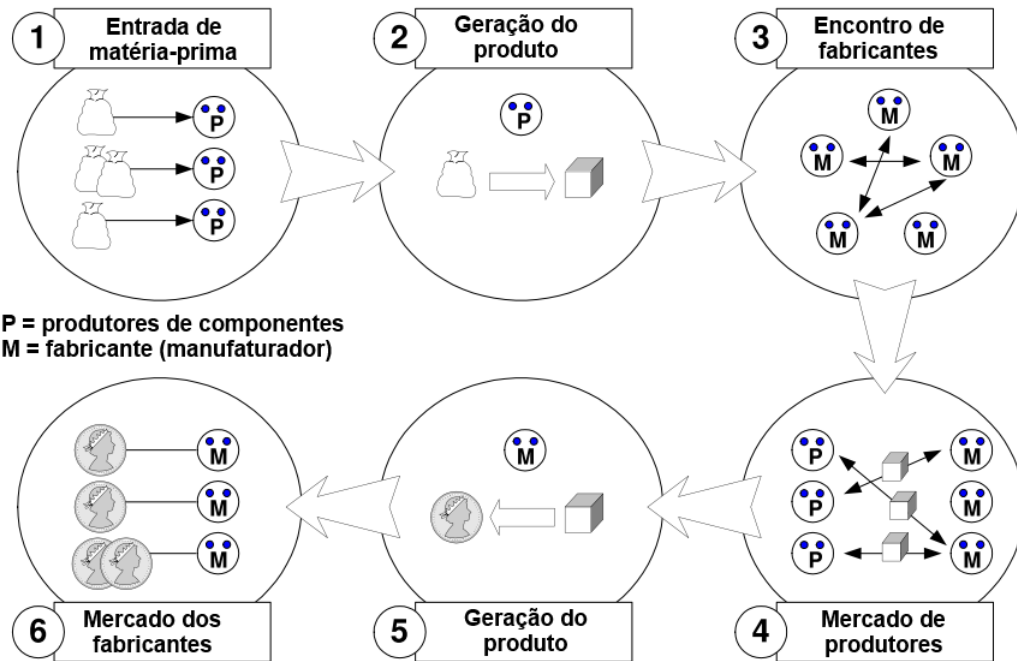 1
Entrada de
matéria-prima
2
Geração do
produto
3
Encontro de
fabricantes
P
P
P
P
M
M
M
M
M
P = produtores de componentes
M = fabricante (manufaturador)
M
M
M
M
P
M
P
M
P
M
6
Mercado dos
fabricantes
5
Geração do
produto
4
Mercado de
produtores